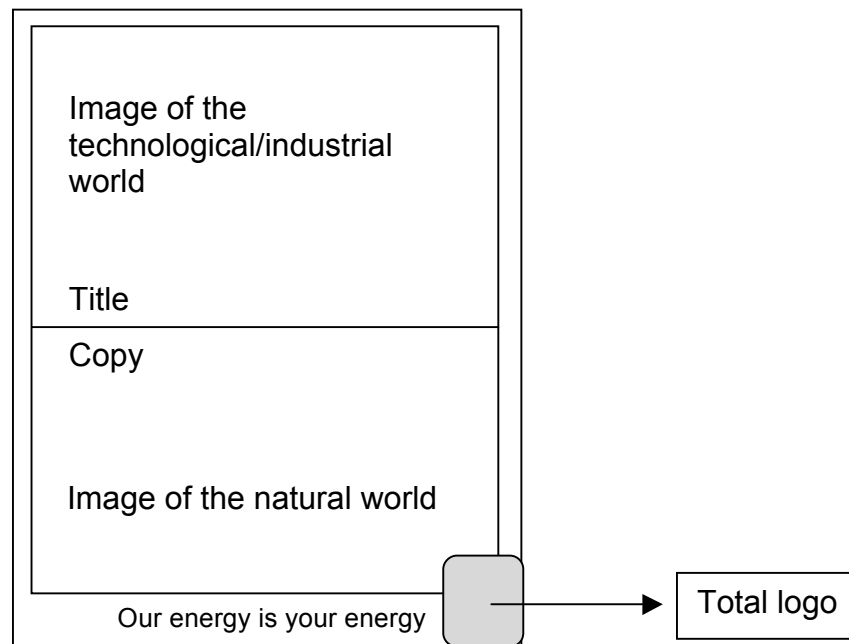 Image of the
technological/industrial
world
Title
Copy
Image of the natural world
Our energy is your energy
Total logo